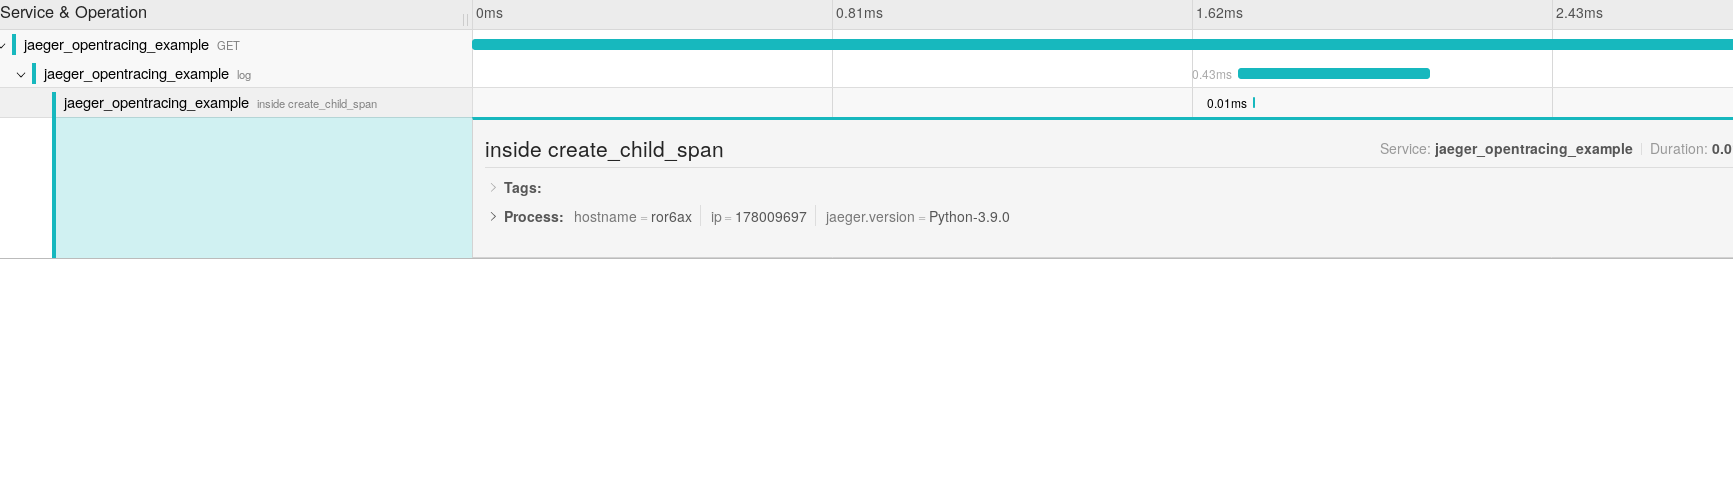 Service & Operation 0ms 0.81ms 1.62ms 2.43ms
jaeger_opentracing_example GET
jaeger_opentracing_example log 0.43ms
jaeger_opentracing_example inside create_child_span 0.01ms
inside create_child_span Service: jaeger_opentracing_example Duration: 0.0
Tags:
Process: hostname = ror6ax ip = 178009697 jaeger.version = Python-3.9.0